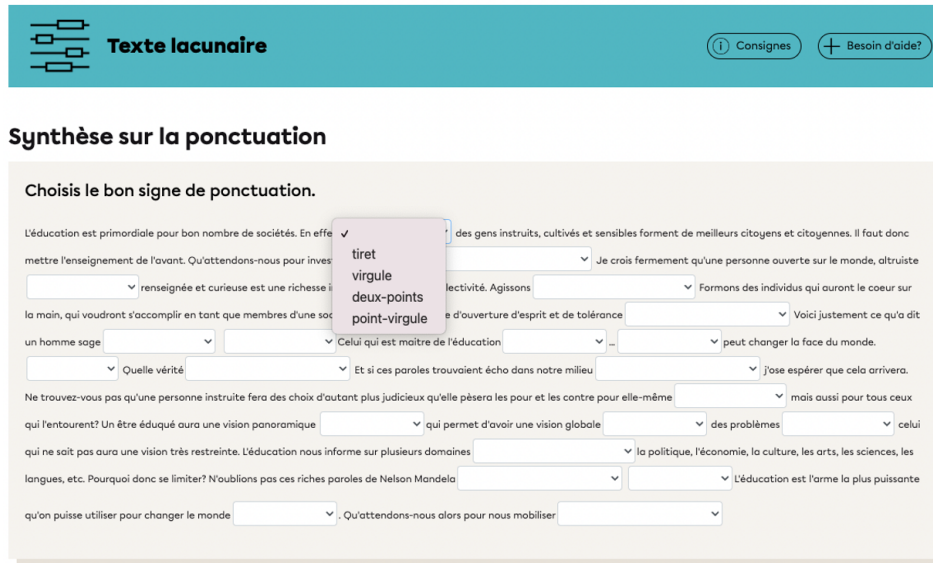 Texte lacunaire
Consignes
Besoin d'aide?
Synthèse sur la ponctuation
Choisis le bon signe de ponctuation.
L'éducation est primordiale pour bon nombre de sociétés. En effe des gens instruits, cultivés et sensibles forment de meilleurs citoyens et citoyennes. Il faut donc
mettre l'enseignement de l'avant. Qu'attendons-nous pour inves Je crois fermement qu'une personne ouverte sur le monde, altruiste
renseignée et curieuse est une richesse lectivité. Agissons Formons des individus qui auront le coeur sur
la main, qui voudront s'accomplir en tant que membres d'une soc d'ouverture d'esprit et de tolérance Voici justement ce qu'a dit
un homme sage Celui qui est maitre de l'éducation ... peut changer la face du monde.
Quelle vérité Et si ces paroles trouvaient écho dans notre milieu j'ose espérer que cela arrivera.
Ne trouvez-vous pas qu'une personne instruite fera des choix d'autant plus judicieux qu'elle pèsera les pour et les contre pour elle-même mais aussi pour tous ceux
qui l'entourent? Un être éduqué aura une vision panoramique qui permet d'avoir une vision globale des problèmes celui
qui ne sait pas aura une vision très restreinte. L'éducation nous informe sur plusieurs domaines la politique, l'économie, la culture, les arts, les sciences, les
langues, etc. Pourquoi donc se limiter? N'oublions pas ces riches paroles de Nelson Mandela L'éducation est l'arme la plus puissante
qu'on puisse utiliser pour changer le monde . Qu'attendons-nous alors pour nous mobiliser
✓
tiret
virgule
deux-points
point-virgule